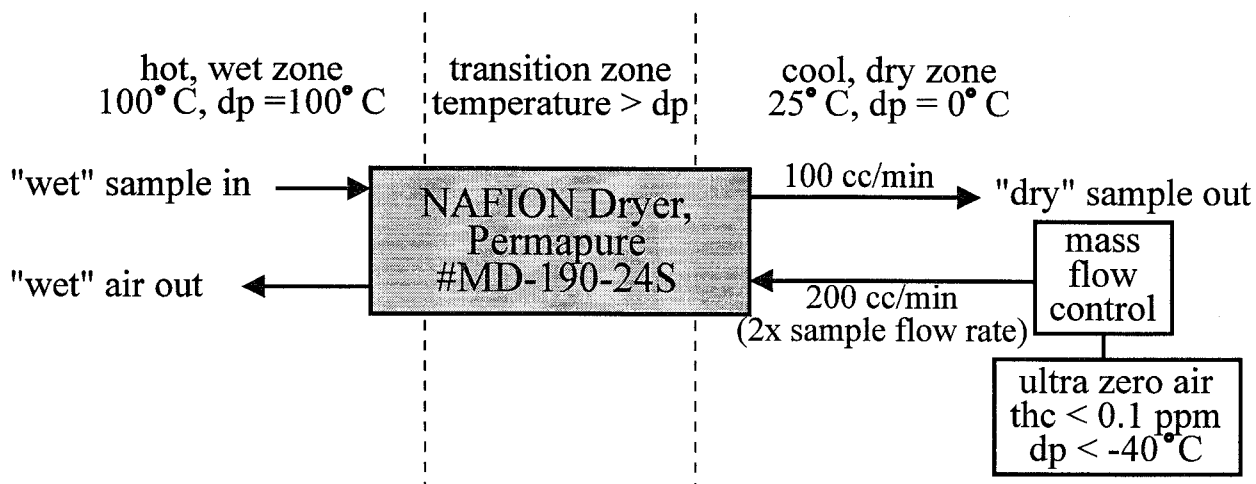 hot, wet zone
100° C, dp =100° C
transition zone
temperature > dp
cool, dry zone
25° C, dp = 0° C
"wet" sample in
NAFION Dryer,
Permapure
#MD-190-24S
100 cc/min
"dry" sample out
"wet" air out
200 cc/min
(2x sample flow rate)
mass
flow
control
ultra zero air
thc < 0.1 ppm
dp < -40°C